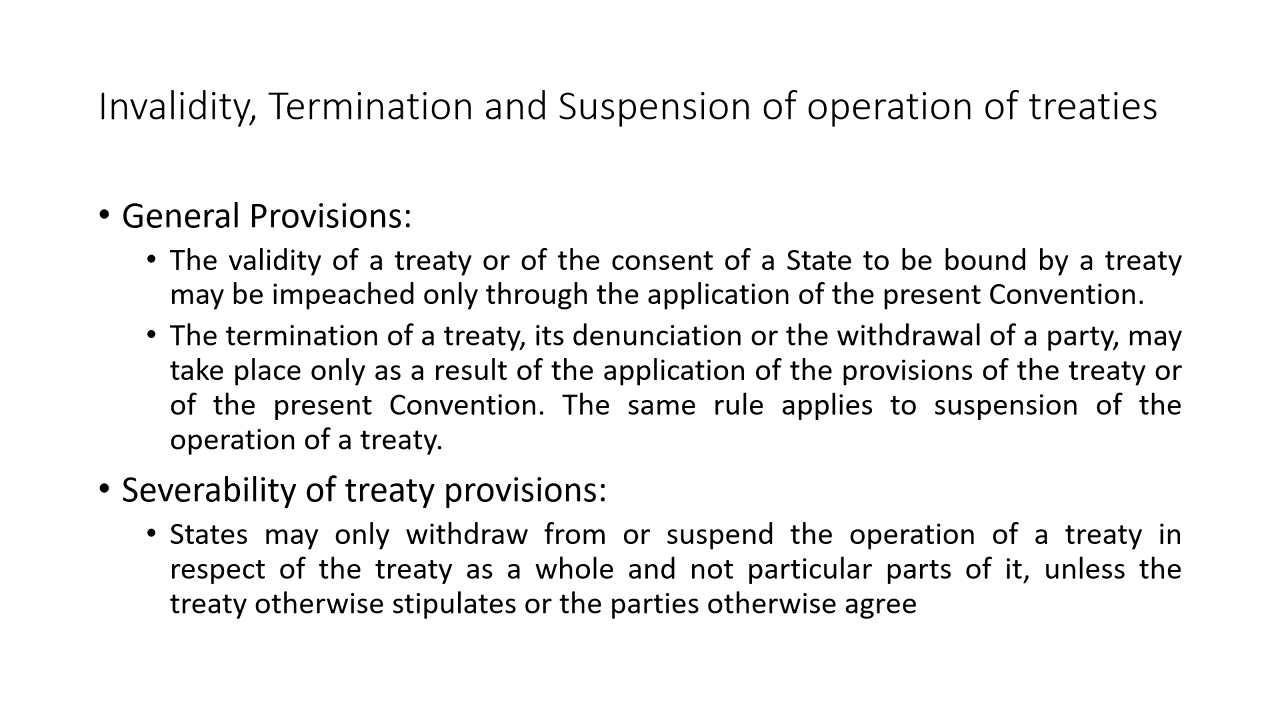 Invalidity, Termination and Suspension of operation of treaties
• General Provisions:
• The validity of a treaty or of the consent of a State to be bound by a treaty
may be impeached only through the application of the present Convention.
• The termination of a treaty, its denunciation or the withdrawal of a party, may
take place only as a result of the application of the provisions of the treaty or
of the present Convention. The same rule applies to suspension of the
operation of a treaty.
• Severability of treaty provisions:
• States may only withdraw from or suspend the operation of a treaty in
respect of the treaty as a whole and not particular parts of it, unless the
treaty otherwise stipulates or the parties otherwise agree